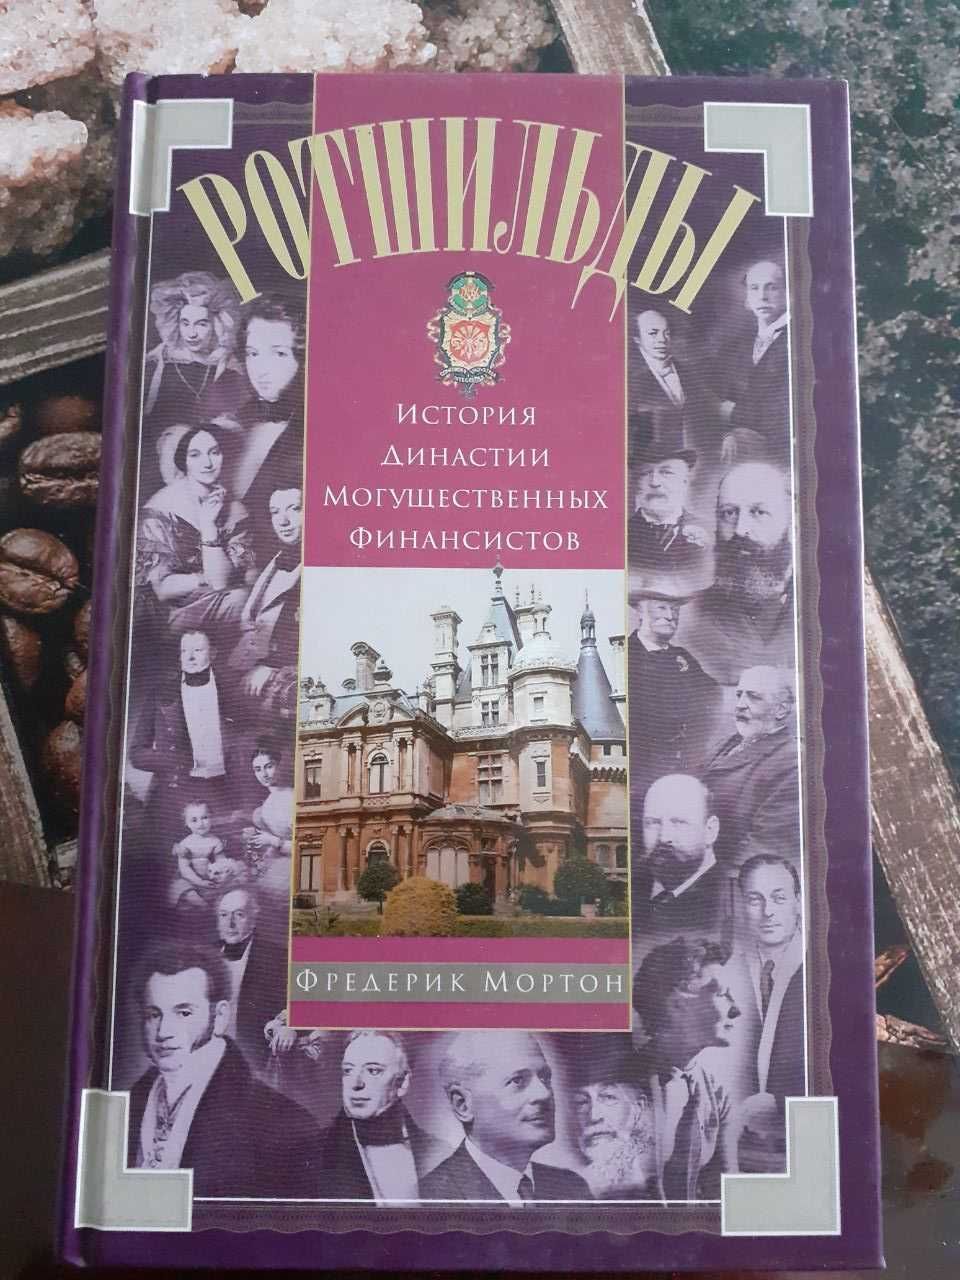 РОТШИЛЬДЫ
ИСТОРИЯ
ДИНАСТИИ
МОГУЩЕСТВЕННЫХ
ФИНАНСИСТОВ
ФРЕДЕРИК МОРТОН